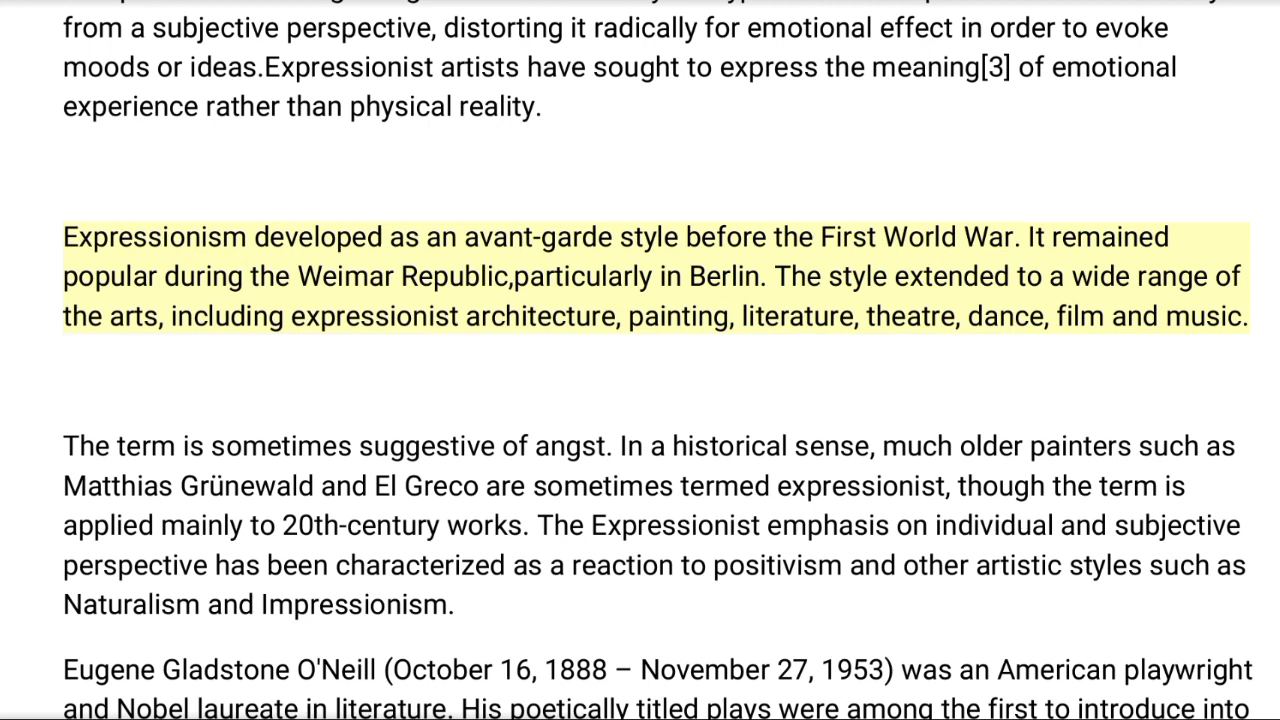 from a subjective perspective, distorting it radically for emotional effect in order to evoke
moods or ideas.Expressionist artists have sought to express the meaning[3] of emotional
experience rather than physical reality.
Expressionism developed as an avant-garde style before the First World War. It remained
popular during the Weimar Republic,particularly in Berlin. The style extended to a wide range of
the arts, including expressionist architecture, painting, literature, theatre, dance, film and music.
The term is sometimes suggestive of angst. In a historical sense, much older painters such as
Matthias Grünewald and El Greco are sometimes termed expressionist, though the term is
applied mainly to 20th-century works. The Expressionist emphasis on individual and subjective
perspective has been characterized as a reaction to positivism and other artistic styles such as
Naturalism and Impressionism.
Eugene Gladstone O'Neill (October 16, 1888 – November 27, 1953) was an American playwright
and Nobel laureate in literature. His poetically titled plays were among the first to introduce into